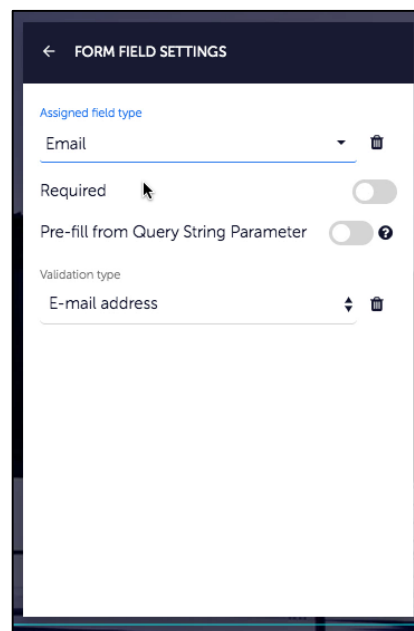 FORM FIELD SETTINGS
Assigned field type
Email
Required
Pre-fill from Query String Parameter
Validation type
E-mail address